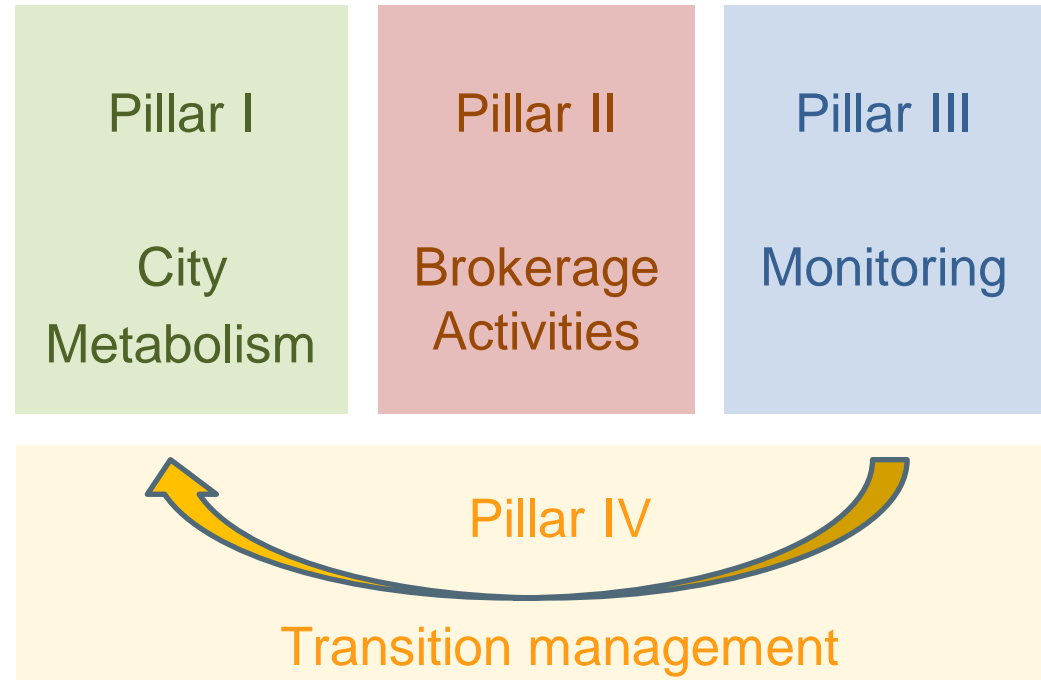 Pillar I
City
Metabolism
Pillar II
Brokerage
Activities
Pillar III
Monitoring
Pillar IV
Transition management